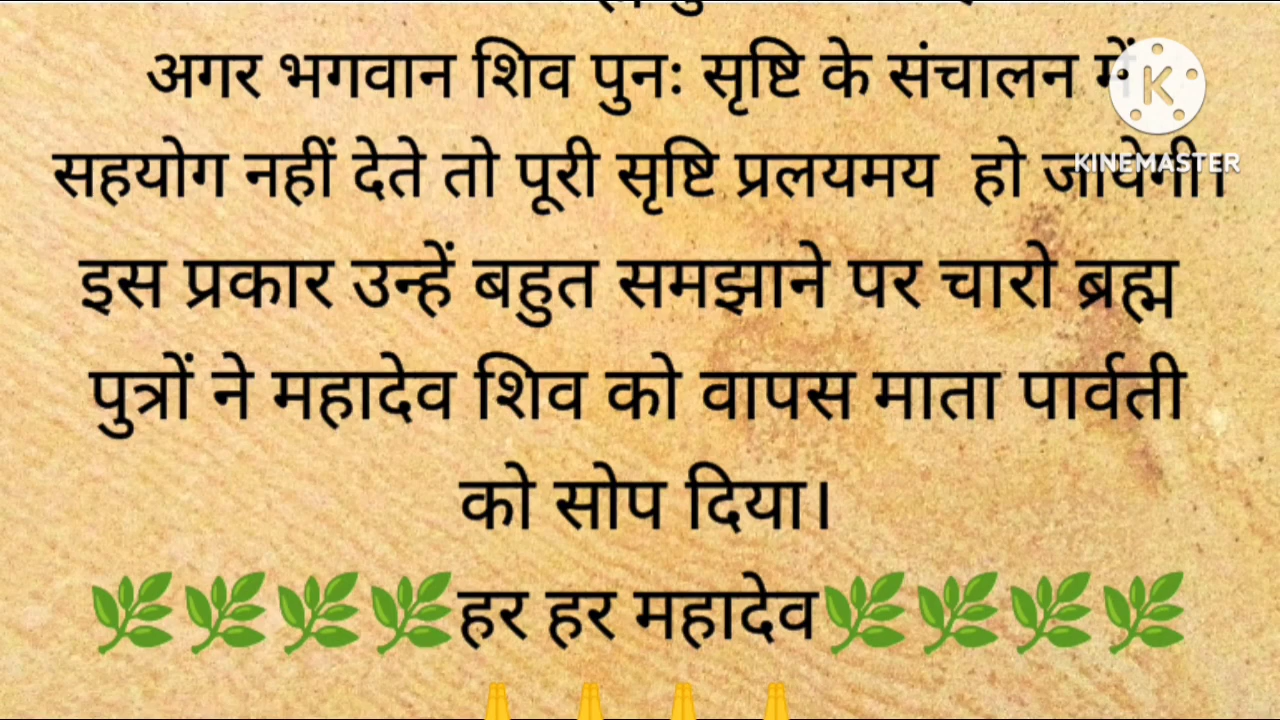 अगर भगवान शिव पुनः सृष्टि के संचालन में
सहयोग नहीं देते तो पूरी सृष्टि प्रलयमय हो जायेगी।
इस प्रकार उन्हें बहुत समझाने पर चारो ब्रह्म
पुत्रों ने महादेव शिव को वापस माता पार्वती
को सोप दिया।
🌿🌿🌿🌿हर हर महादेव🌿🌿🌿🌿
K
KINEMASTER